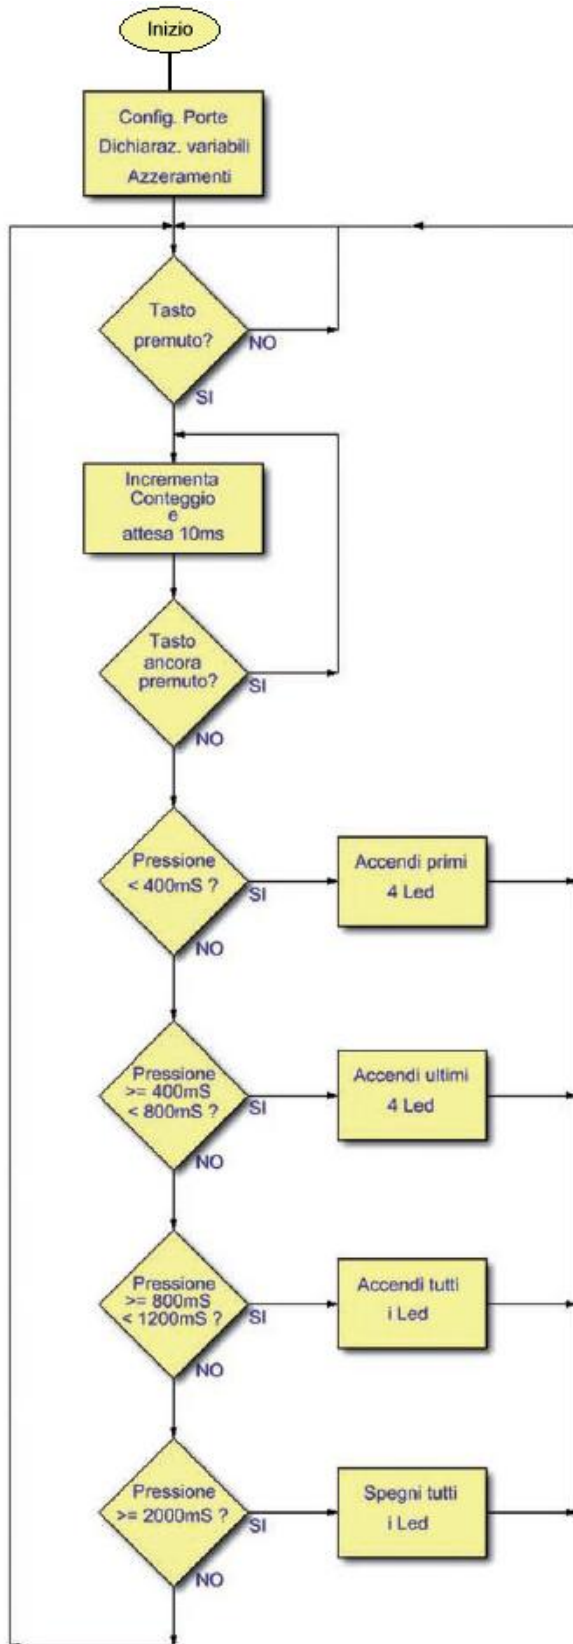 Inizio
Config. Porte
Dichiaraz. variabili
Azzeramenti
Tasto
premuto?
NO
SI
Incrementa
Conteggio
e
attesa 10ms
Tasto
ancora
premuto?
SI
NO
Pressione
< 400mS ?
SI
Accendi primi
4 Led
NO
Pressione
>= 400mS
< 800mS ?
SI
Accendi ultimi
4 Led
NO
Pressione
>= 800mS
< 1200mS ?
SI
Accendi tutti
i Led
NO
Pressione
>= 2000mS ?
SI
Spegni tutti
i Led
NO